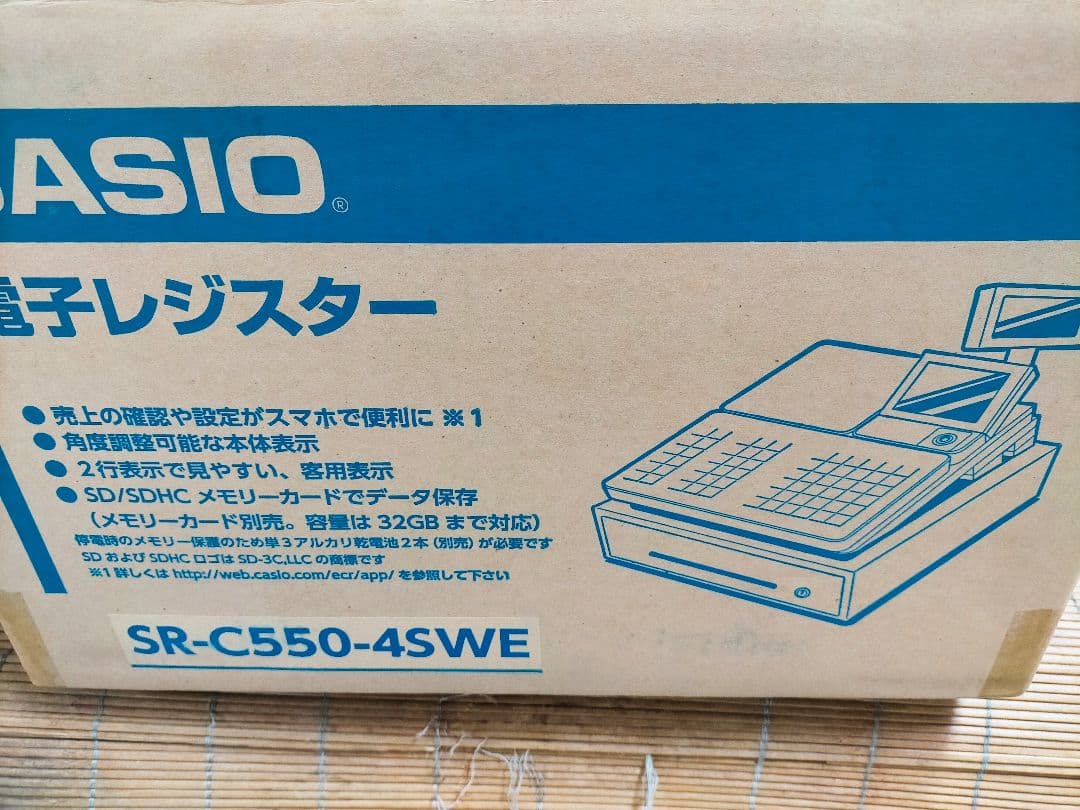 CASIO®
電子レジスター
● 売上の確認や設定がスマホで便利に ※1
● 角度調整可能な本体表示
● 2行表示で見やすい、客用表示
● SD/SDHC メモリーカードでデータ保存
(メモリーカード別売。容量は 32GB まで対応)
停電時のメモリー保護のため単3アルカリ乾電池2本(別売)が必要です
SD および SDHC ロゴは SD-3C,LLC の商標です
※1 詳しくは http://web.casio.com/ecr/app/ を参照して下さい
SR-C550-4SWE